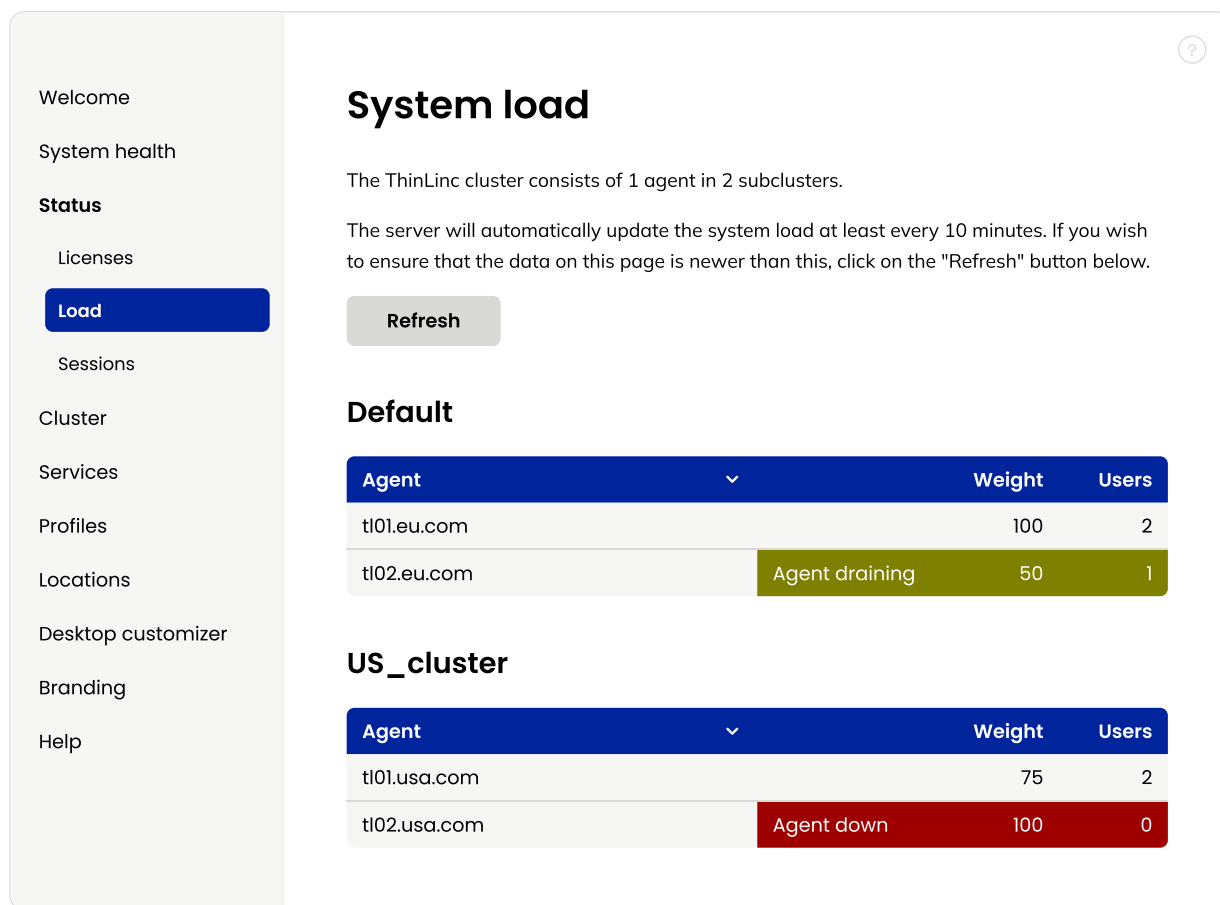 ?
Welcome
System health
Status
Licenses
Load
Sessions
Cluster
Services
Profiles
Locations
Desktop customizer
Branding
Help
System load
The ThinLinc cluster consists of 1 agent in 2 subclusters.
The server will automatically update the system load at least every 10 minutes. If you wish
to ensure that the data on this page is newer than this, click on the "Refresh" button below.
Refresh
Default
Agent Weight Users
tl01.eu.com 100 2
tl02.eu.com Agent draining 50 1
US_cluster
Agent Weight Users
tl01.usa.com 75 2
tl02.usa.com Agent down 100 0